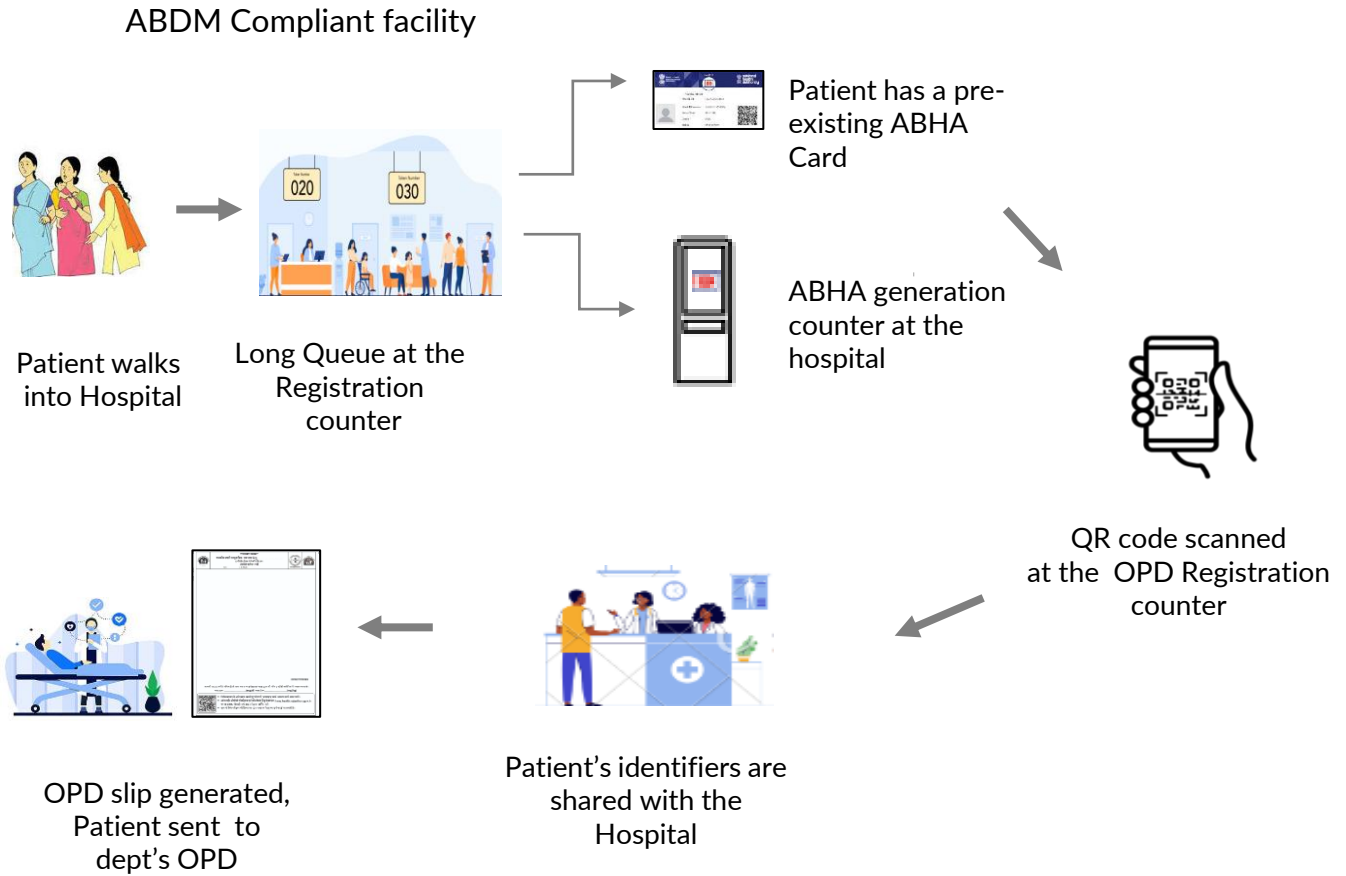 ABDM Compliant facility
Patient has a pre-
existing ABHA
Card
020
030
ABHA generation
counter at the
hospital
Patient walks
into Hospital
Long Queue at the
Registration
counter
QR code scanned
at the OPD Registration
counter
Patient’s identifiers are
shared with the
Hospital
OPD slip generated,
Patient sent to
dept’s OPD